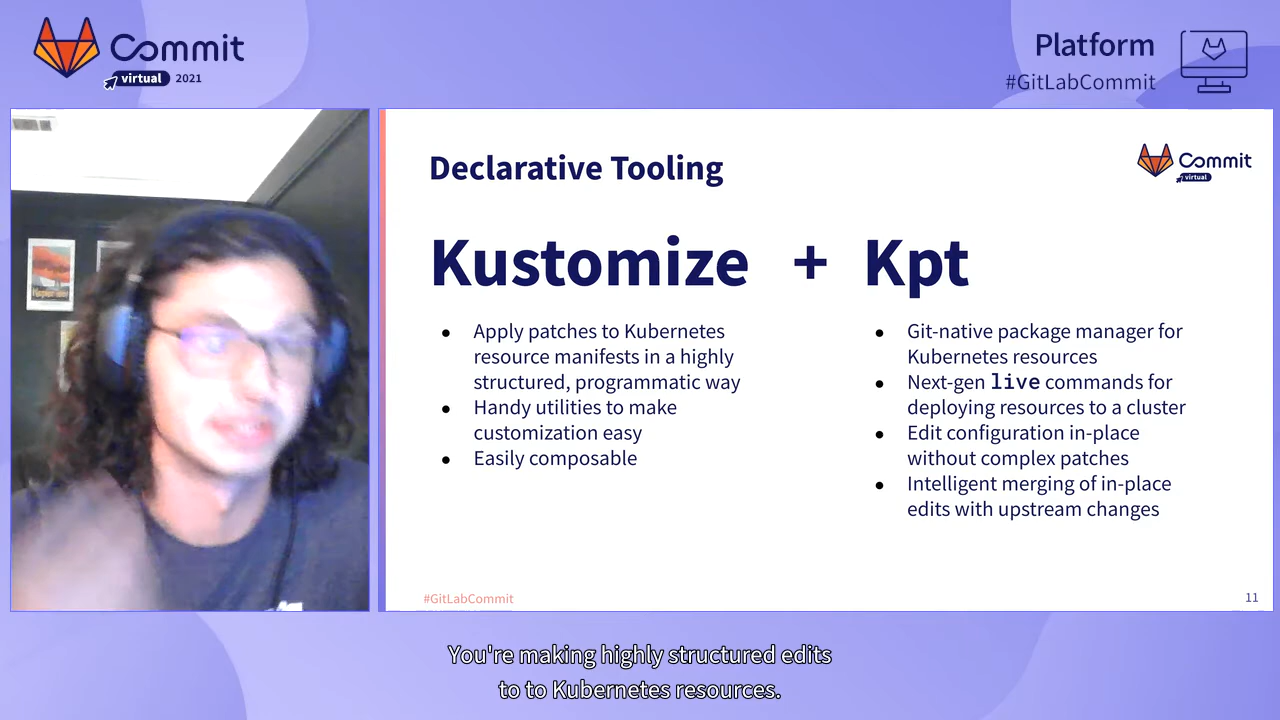 Commit
virtual 2021
Platform
#GitLabCommit
Declarative Tooling
Commit
virtual
Kustomize + Kpt
● Apply patches to Kubernetes
resource manifests in a highly
structured, programmatic way
● Handy utilities to make
customization easy
● Easily composable
● Git-native package manager for
Kubernetes resources
● Next-gen live commands for
deploying resources to a cluster
● Edit configuration in-place
without complex patches
● Intelligent merging of in-place
edits with upstream changes
#GitLabCommit
11
You're making highly structured edits
to to Kubernetes resources.